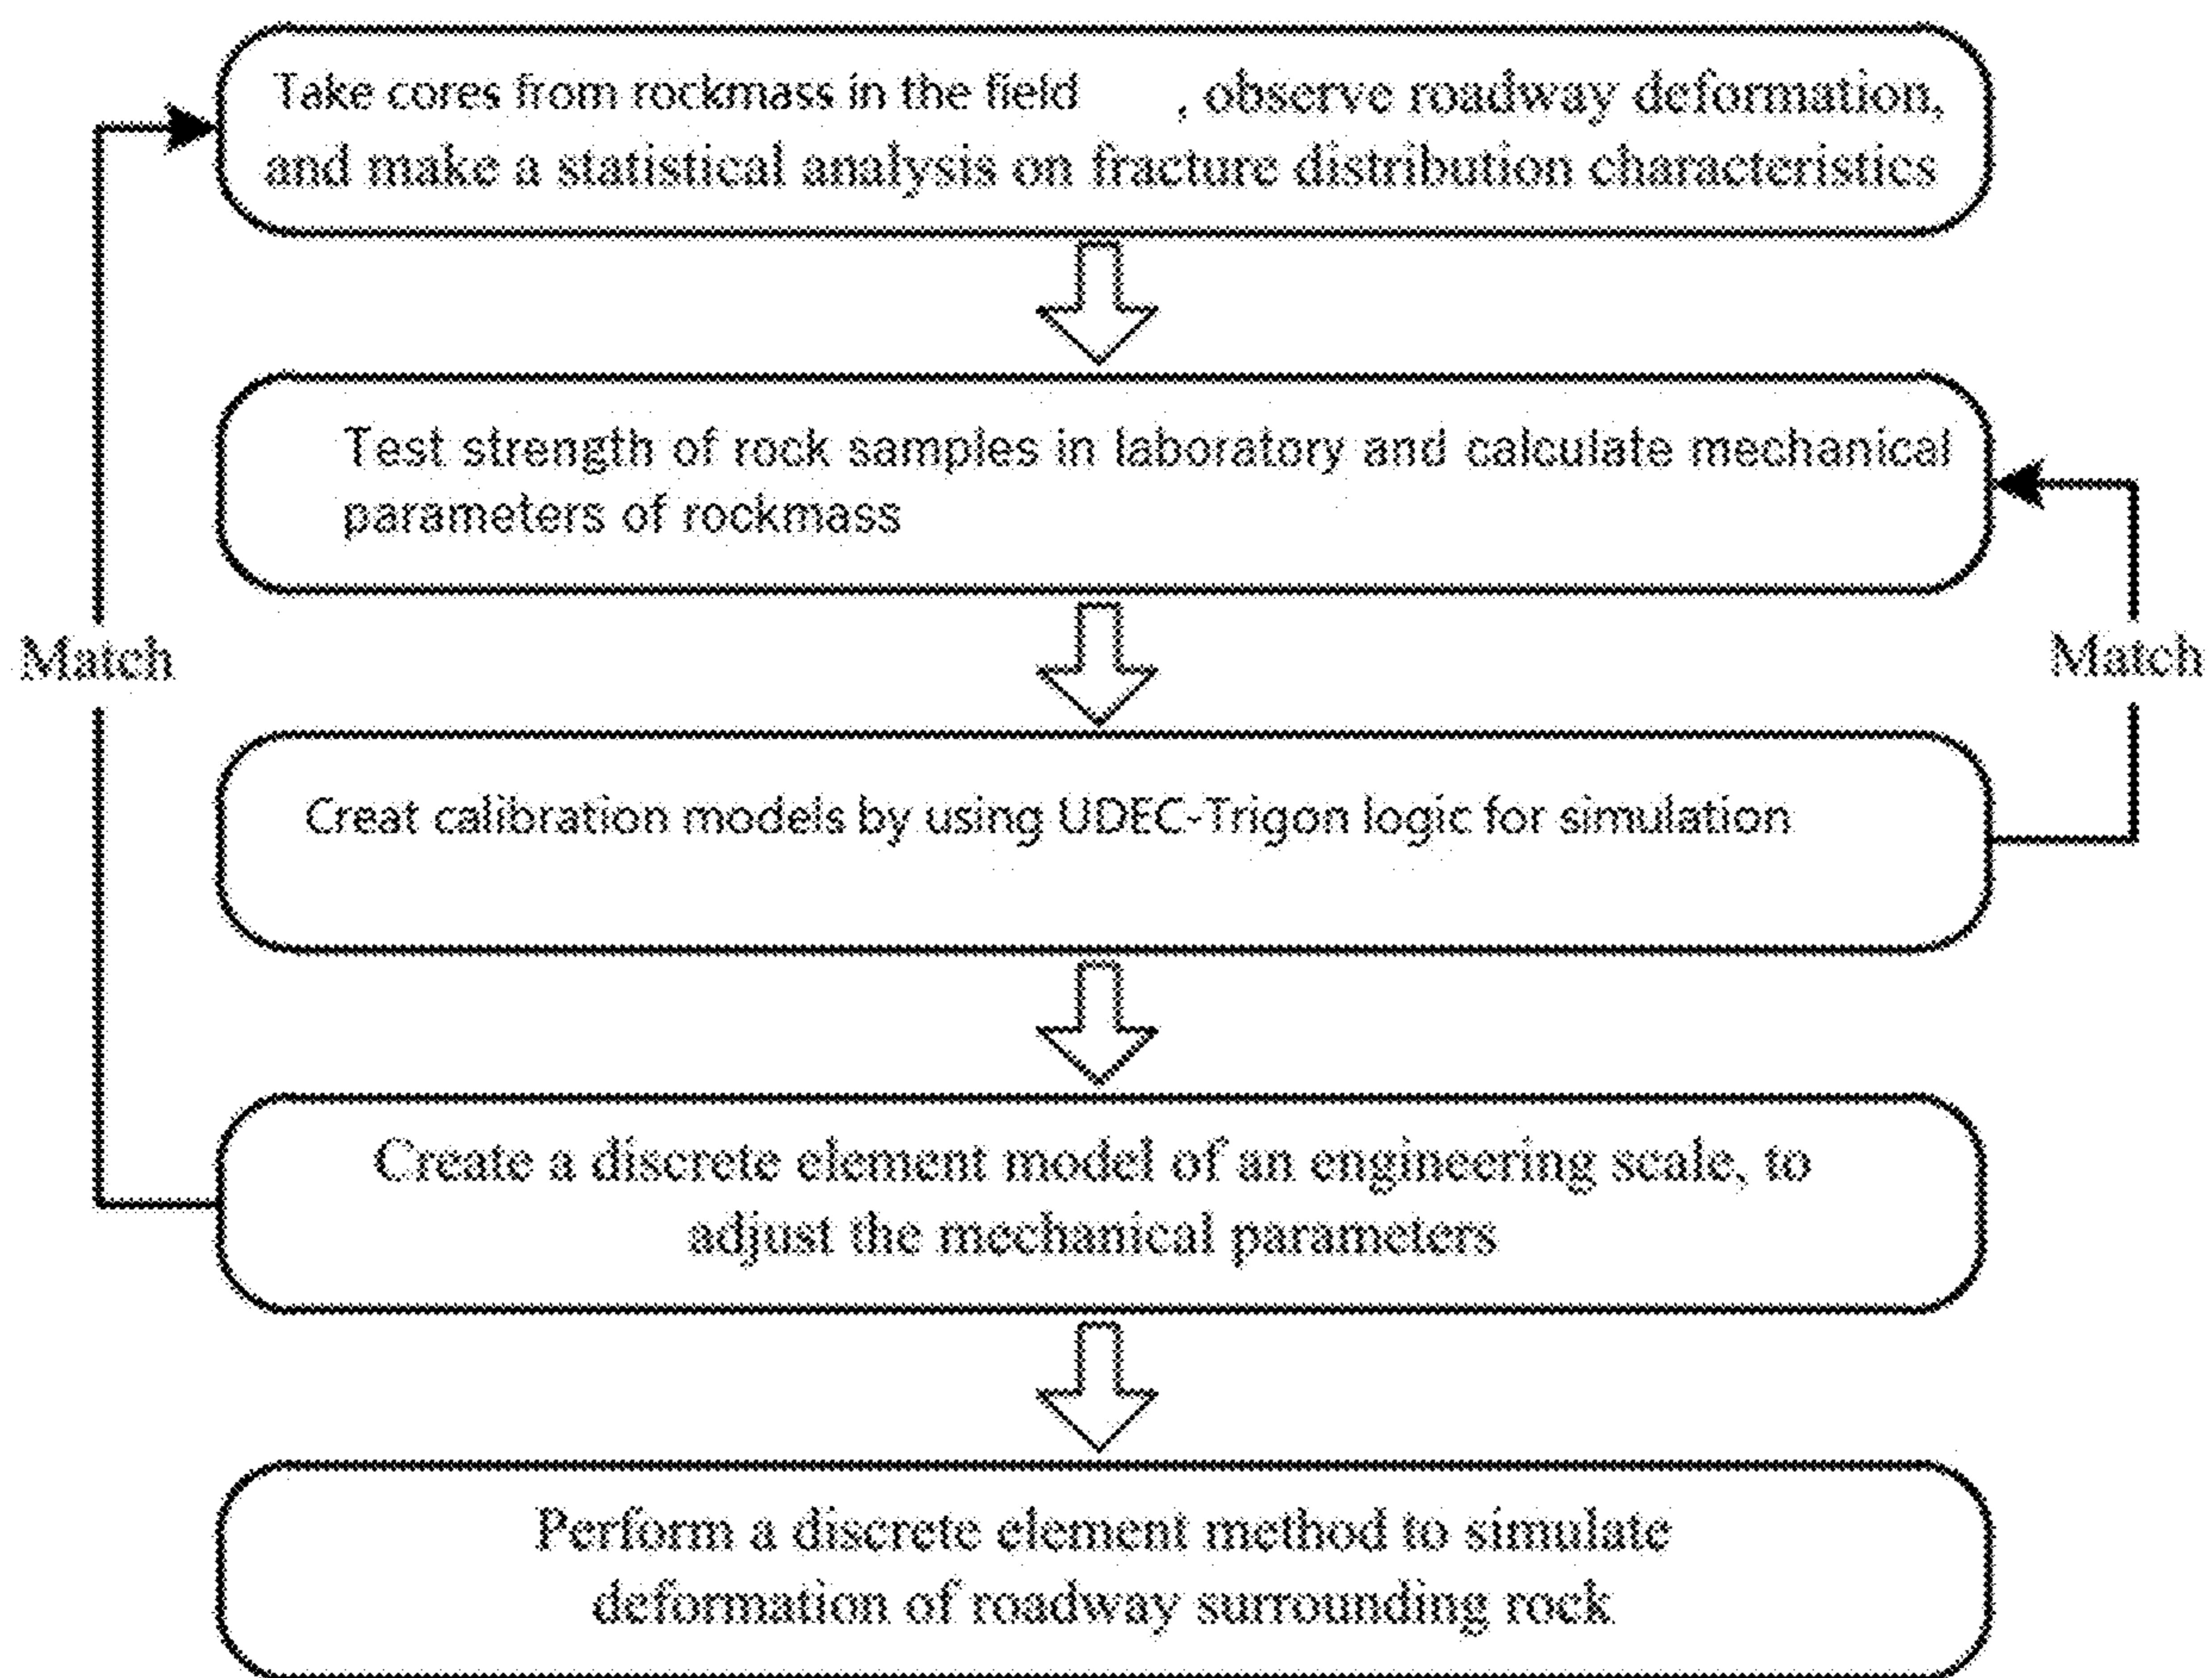 Take cores from rockmass in the field , observe roadway deformation,
and make a statistical analysis on fracture distribution characteristics
Test strength of rock samples in laboratory and calculate mechanical
parameters of rockmass
Match
Match
Creat calibration models by using UDEC-Trigon logic for simulation
Create a discrete element model of an engineering scale, to
adjust the mechanical parameters
Perform a discrete element method to simulate
deformation of roadway surrounding rock